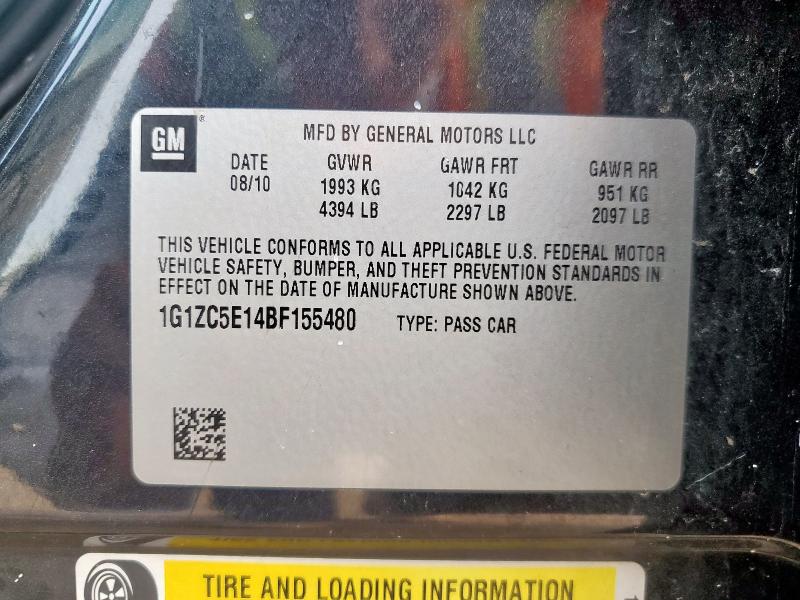 GM ®
MFD BY GENERAL MOTORS LLC
DATE GVWR GAWR FRT GAWR RR
08/10 1993 KG 1042 KG 951 KG
4394 LB 2297 LB 2097 LB
THIS VEHICLE CONFORMS TO ALL APPLICABLE U.S. FEDERAL MOTOR
VEHICLE SAFETY, BUMPER, AND THEFT PREVENTION STANDARDS IN
EFFECT ON THE DATE OF MANUFACTURE SHOWN ABOVE.
1G1ZC5E14BF155480 TYPE: PASS CAR
TIRE AND LOADING INFORMATION